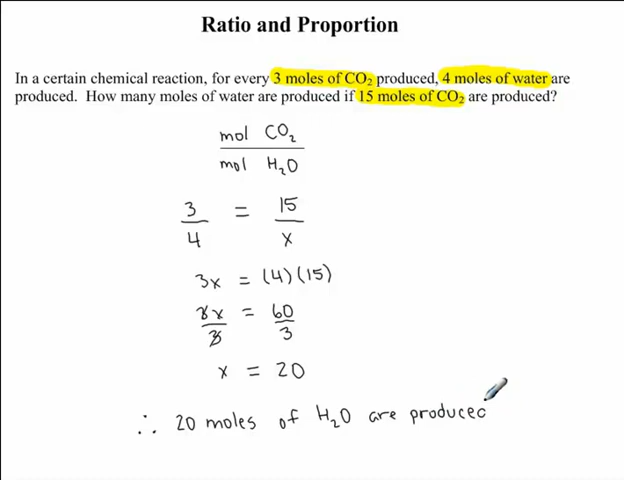 Ratio and Proportion
In a certain chemical reaction, for every 3 moles of CO₂ produced, 4 moles of water are
produced. How many moles of water are produced if 15 moles of CO₂ are produced?
mol CO₂
mol H₂O
3/4 = 15/x
3x = (4)(15)
3x/3 = 60/3
x = 20
∴ 20 moles of H₂O are produced